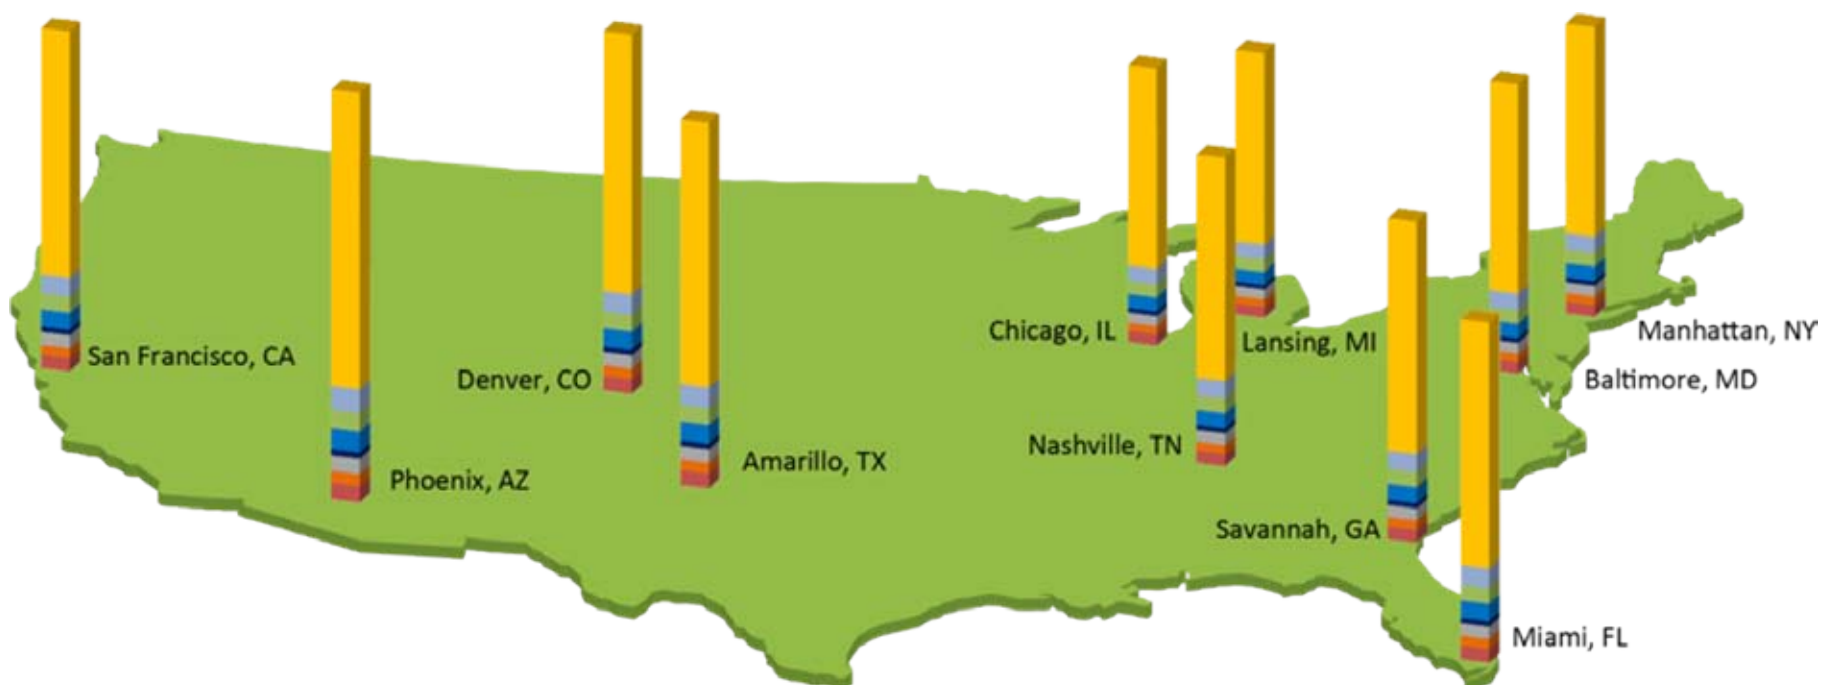 San Francisco, CA
Phoenix, AZ
Denver, CO
Amarillo, TX
Chicago, IL
Lansing, MI
Nashville, TN
Savannah, GA
Miami, FL
Manhattan, NY
Baltimore, MD